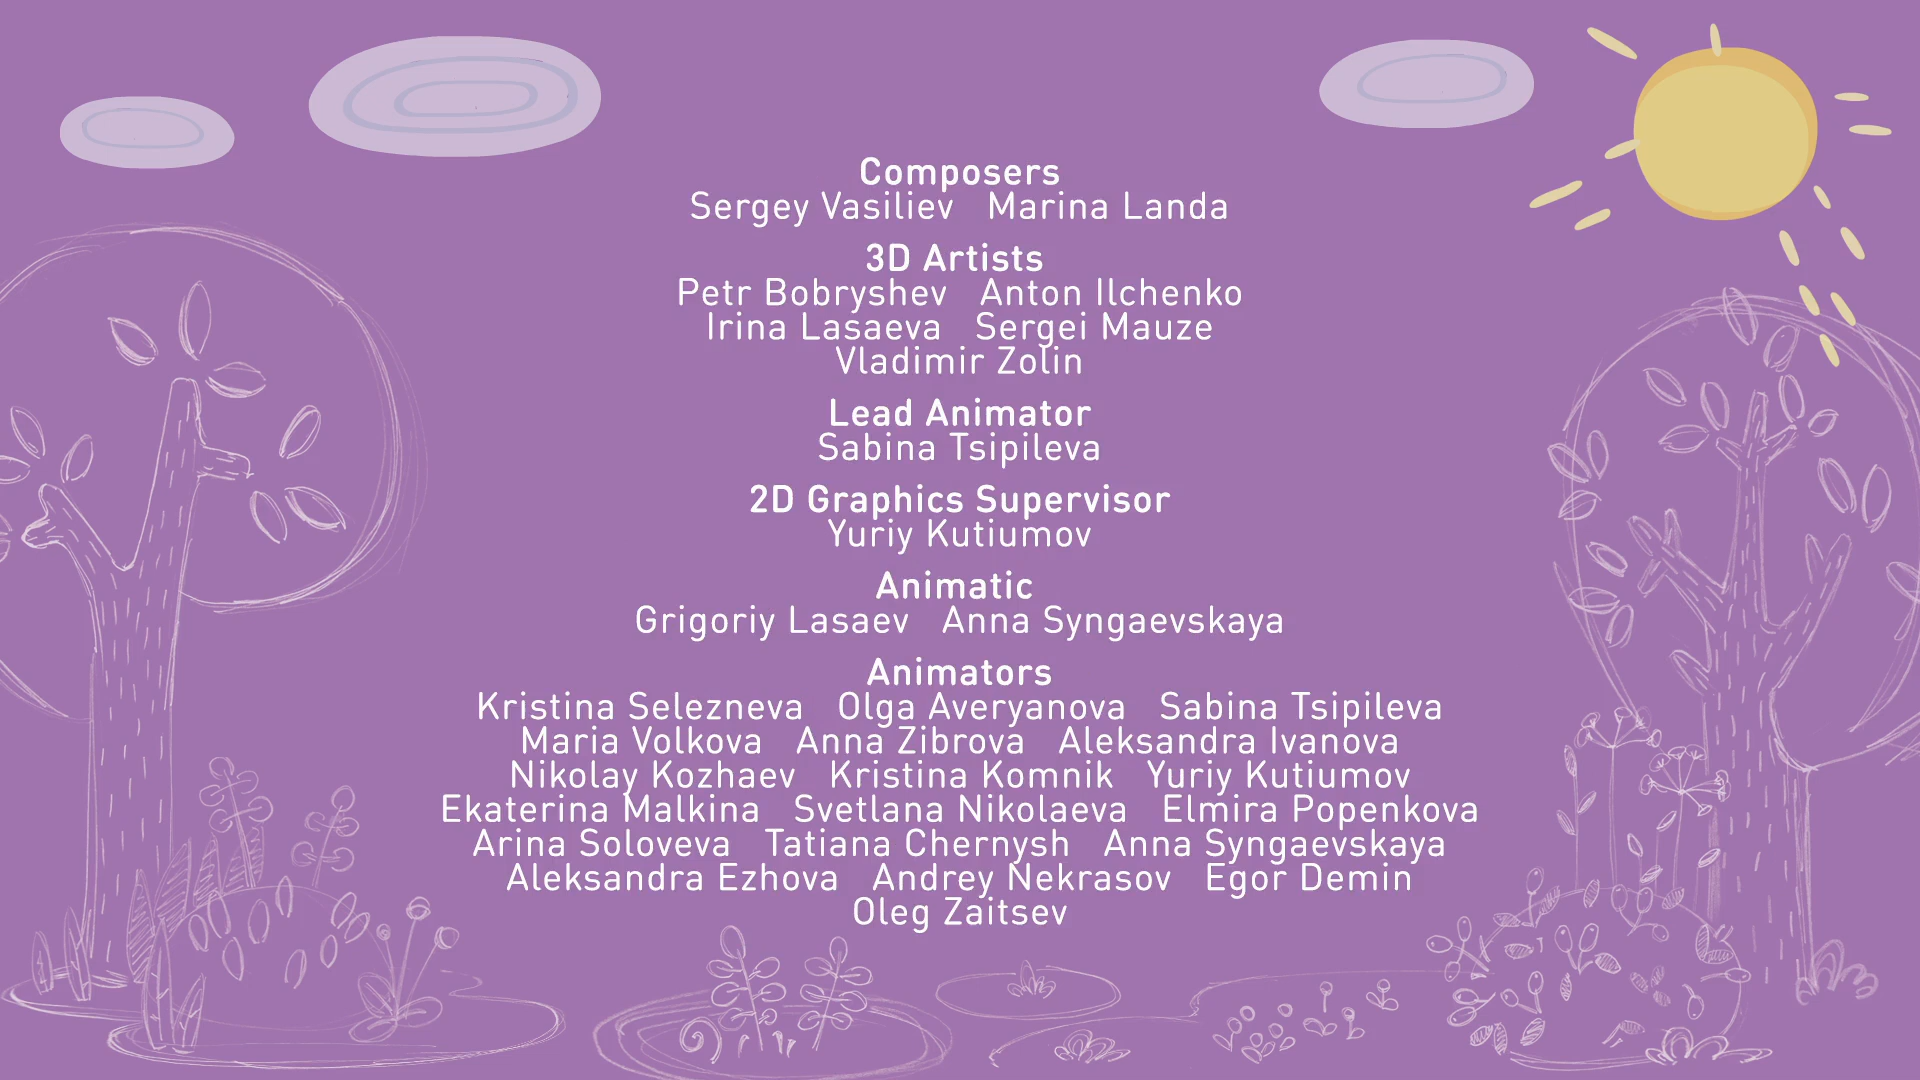 Composers
Sergey Vasiliev Marina Landa
3D Artists
Petr Bobryshev Anton Ilchenko
Irina Lasaeva Sergei Mauze
Vladimir Zolin
Lead Animator
Sabina Tsipileva
2D Graphics Supervisor
Yuriy Kutiumov
Animatic
Grigoriy Lasaev Anna Syngaevskaya
Animators
Kristina Selezneva Olga Averyanova Sabina Tsipileva
Maria Volkova Anna Zibrova Aleksandra Ivanova
Nikolay Kozhaev Kristina Komnik Yuriy Kutiumov
Ekaterina Malkina Svetlana Nikolaeva Elmira Popenkova
Arina Soloveva Tatiana Chernysh Anna Syngaevskaya
Aleksandra Ezhova Andrey Nekrasov Egor Demin
Oleg Zaitsev